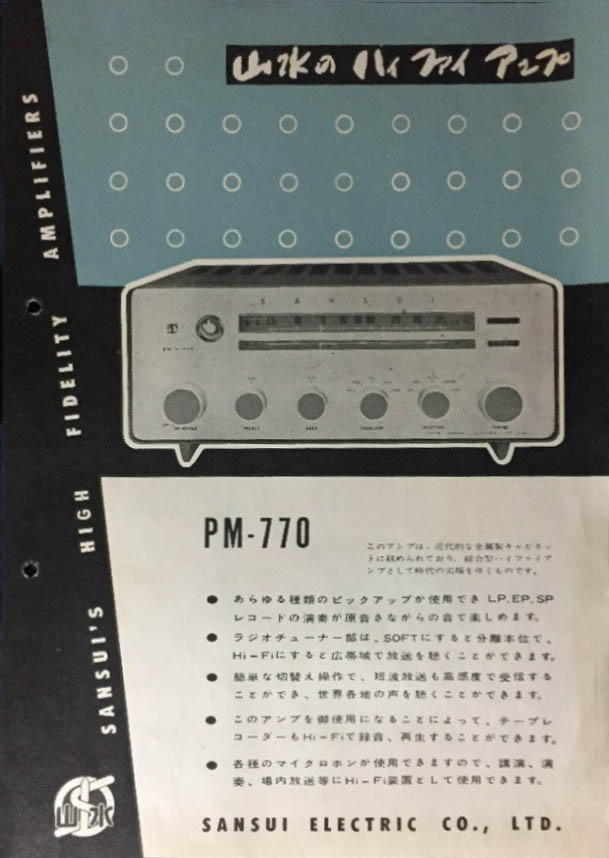 山水の ハイ ファイ アンプ
SANSUI'S HIGH FIDELITY AMPLIFIERS
SANSUI
PM-770
このアンプは、近代的な金属製キャビネッ
トに収められており、綜合型ハイファイア
ンプとして時代の尖端をゆくものです。
● あらゆる種類のピックアップが使用でき LP、EP、SP
レコードの演奏が原音さながらの音で楽しめます。
● ラジオチューナー部は、SOFTにすると分離本位で、
Hi-Fiにすると広帯域で放送を聴くことができます。
● 簡単な切替え操作で、短波放送も高感度で受信する
ことができ、世界各地の声を聴くことができます。
● このアンプを御使用になることによって、テープレ
コーダーもHi-Fiで録音、再生することができます。
● 各種のマイクロホンが使用できますので、講演、演
奏、場内放送等にHi-Fi装置として使用できます。
山水
SANSUI ELECTRIC CO., LTD.